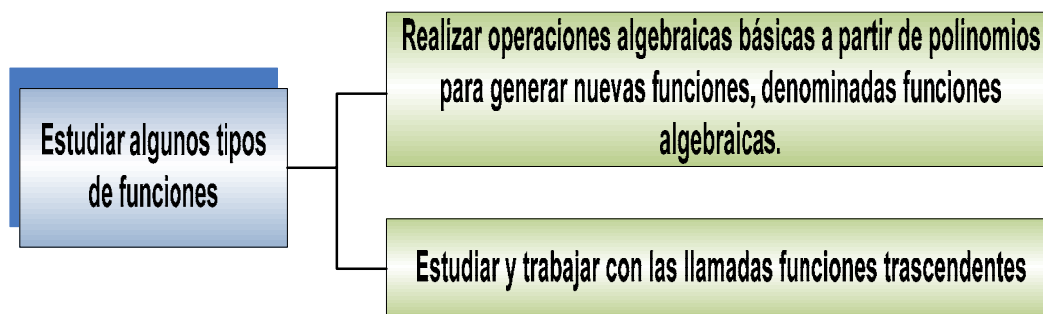 Estudiar algunos tipos
de funciones
Realizar operaciones algebraicas básicas a partir de polinomios
para generar nuevas funciones, denominadas funciones
algebraicas.
Estudiar y trabajar con las llamadas funciones trascendentes